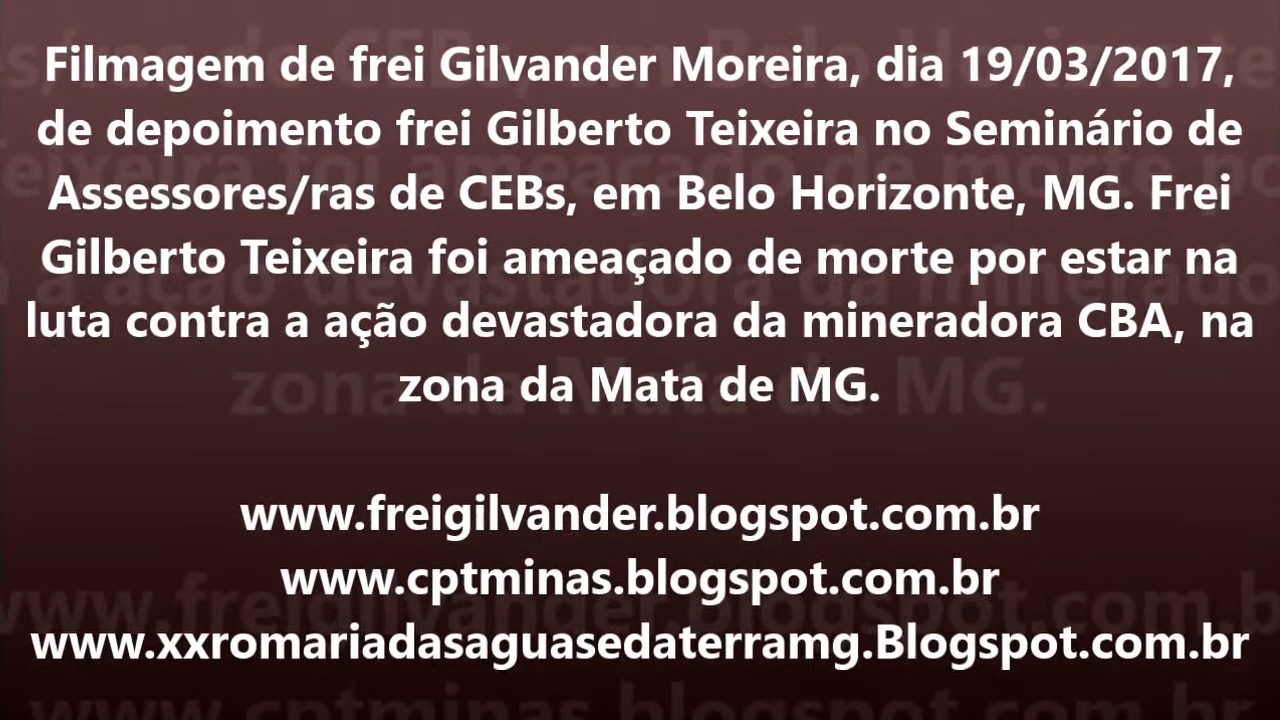 Filmagem de frei Gilvander Moreira, dia 19/03/2017,
de depoimento frei Gilberto Teixeira no Seminário de
Assessores/ras de CEBs, em Belo Horizonte, MG. Frei
Gilberto Teixeira foi ameaçado de morte por estar na
luta contra a ação devastadora da mineradora CBA, na
zona da Mata de MG.
www.freigilvander.blogspot.com.br
www.cptminas.blogspot.com.br
www.xxromariadasaguasedaterramg.Blogspot.com.br